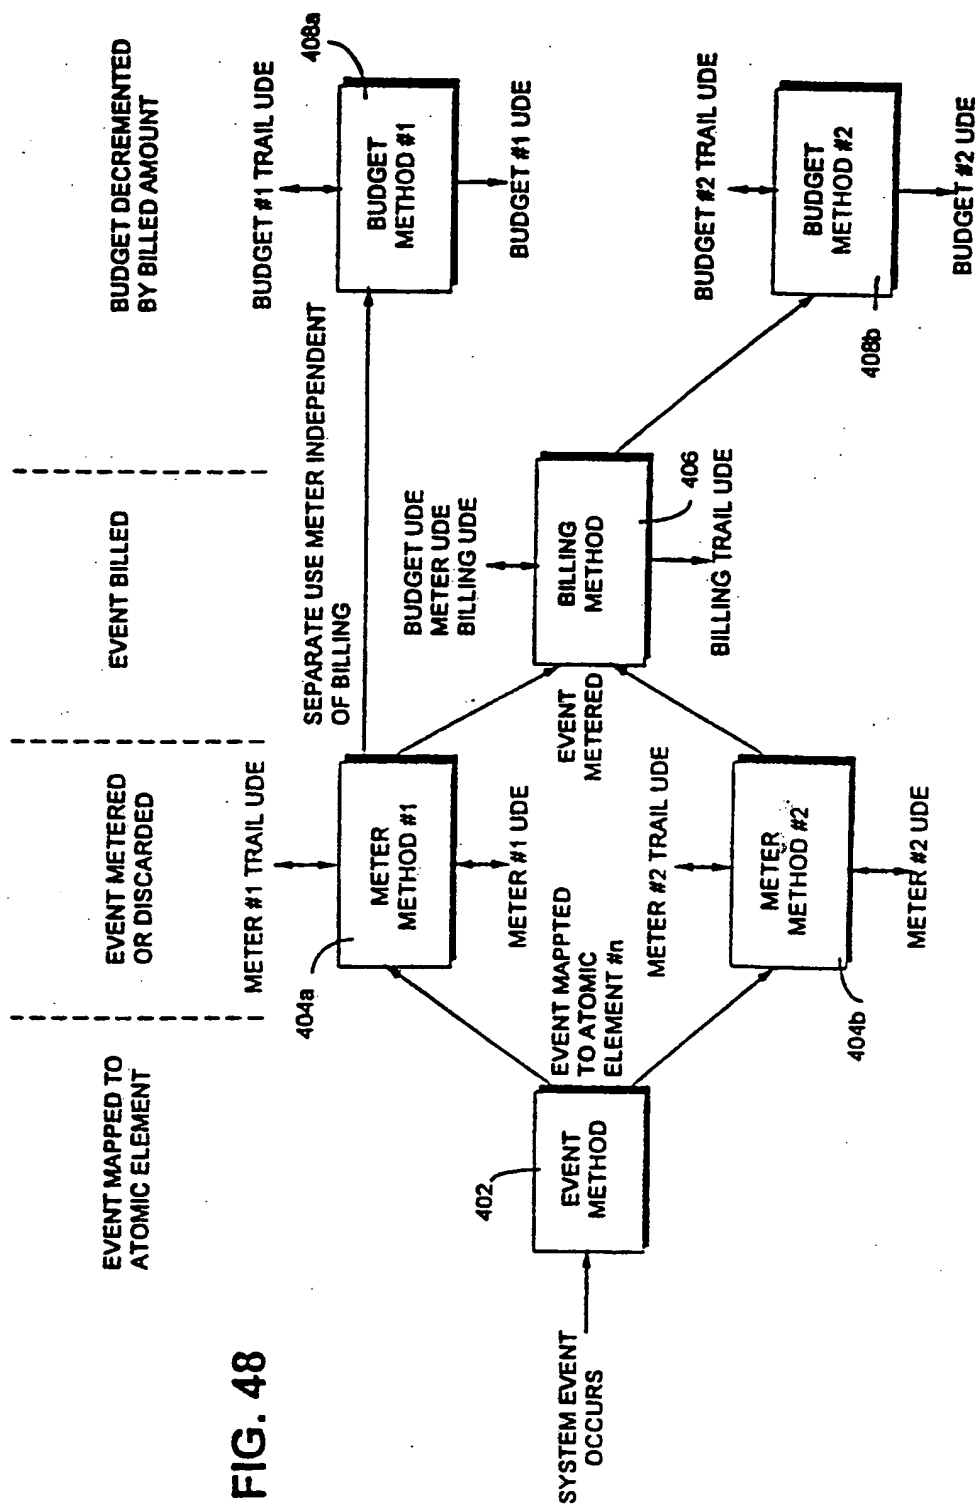 FIG. 48
EVENT MAPPED TO
ATOMIC ELEMENT
EVENT METERED
OR DISCARDED
EVENT BILLED
BUDGET DECREMENTED
BY BILLED AMOUNT
SYSTEM EVENT
OCCURS
402
EVENT
METHOD
EVENT MAPPTED
TO ATOMIC
ELEMENT #n
METER #1 TRAIL UDE
404a
METER
METHOD #1
METER #1 UDE
METER #2 TRAIL UDE
METER
METHOD #2
404b
METER #2 UDE
SEPARATE USE METER INDEPENDENT
OF BILLING
EVENT
METERED
BUDGET UDE
METER UDE
BILLING UDE
BILLING
METHOD
406
BILLING TRAIL UDE
BUDGET #1 TRAIL UDE
408a
BUDGET
METHOD #1
BUDGET #1 UDE
BUDGET #2 TRAIL UDE
BUDGET
METHOD #2
408b
BUDGET #2 UDE